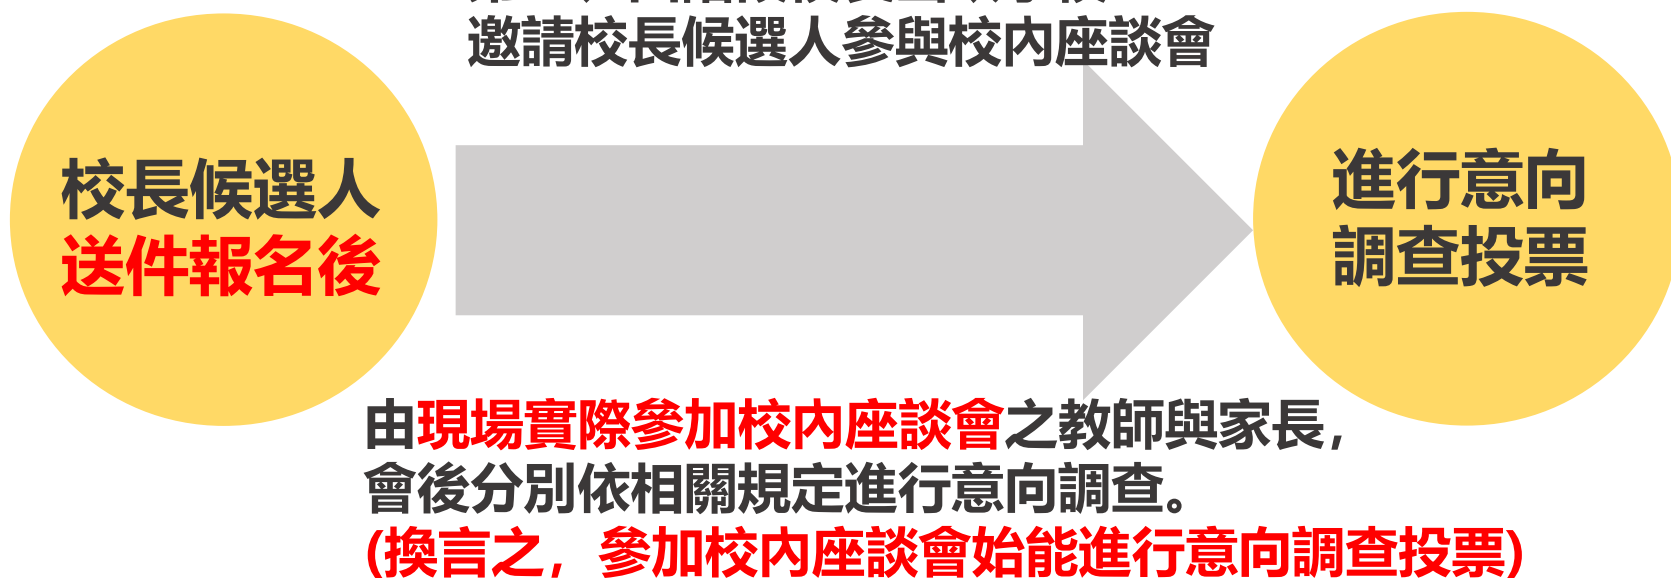 邀請校長候選人參與校內座談會
校長候選人
送件報名後
進行意向
調查投票
由現場實際參加校內座談會之教師與家長,
會後分別依相關規定進行意向調查。
(換言之, 參加校內座談會始能進行意向調查投票)